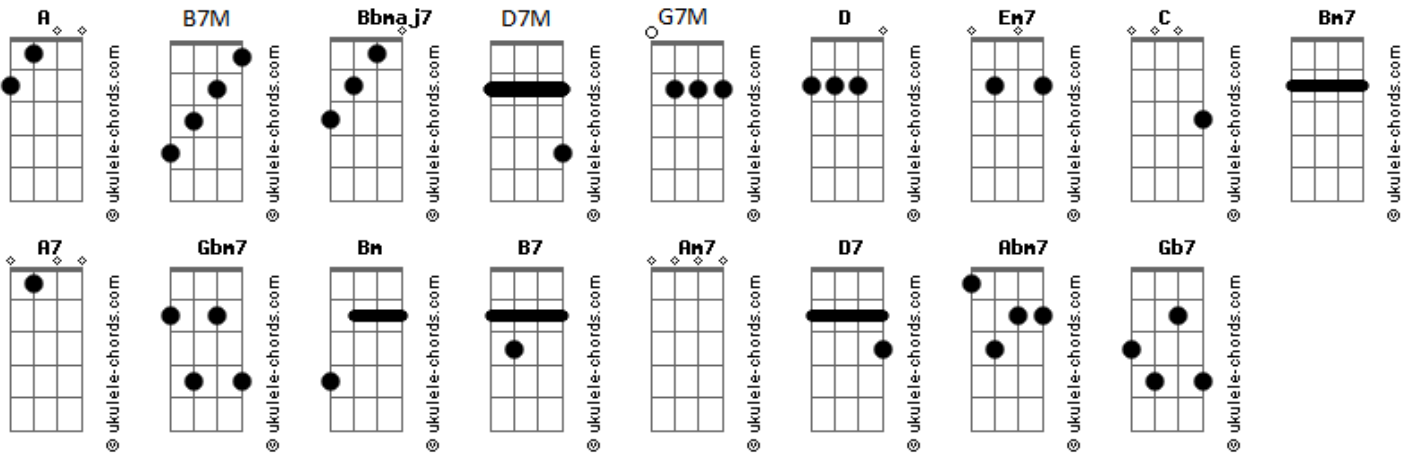 A B7M Bbmaj7 D7M G7M D Em7 C Bm7
© ukulele-chords.com © ukulele-chords.com © ukulele-chords.com © ukulele-chords.com © ukulele-chords.com © ukulele-chords.com © ukulele-chords.com © ukulele-chords.com © ukulele-chords.com
A7 Gbm7 Bm B7 Am7 D7 Abm7 Gb7
© ukulele-chords.com © ukulele-chords.com © ukulele-chords.com © ukulele-chords.com © ukulele-chords.com © ukulele-chords.com © ukulele-chords.com © ukulele-chords.com